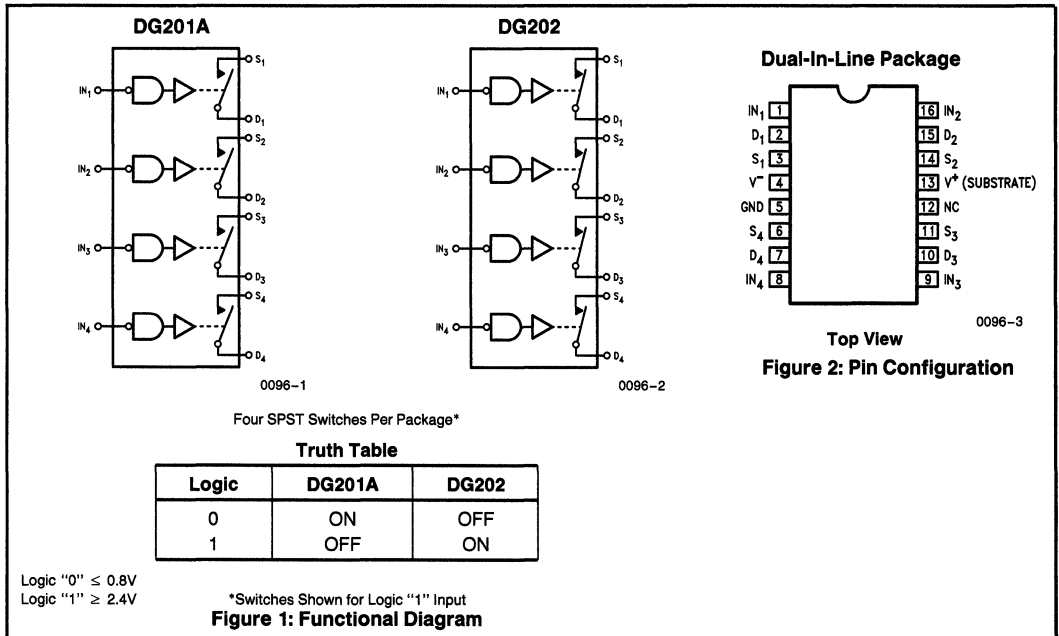 DG201A
IN1
S1
D1
IN2
S2
D2
IN3
S3
D3
IN4
S4
D4
0096-1
DG202
IN1
S1
D1
IN2
S2
D2
IN3
S3
D3
IN4
S4
D4
0096-2
Dual-In-Line Package
IN1 1
D1 2
S1 3
V- 4
GND 5
S4 6
D4 7
IN4 8
16 IN2
15 D2
14 S2
13 V+ (SUBSTRATE)
12 NC
11 S3
10 D3
9 IN3
0096-3
Top View
Figure 2: Pin Configuration
Four SPST Switches Per Package*
Truth Table
Logic DG201A DG202
0 ON OFF
1 OFF ON
Logic "0" ≤ 0.8V
Logic "1" ≥ 2.4V
*Switches Shown for Logic "1" Input
Figure 1: Functional Diagram